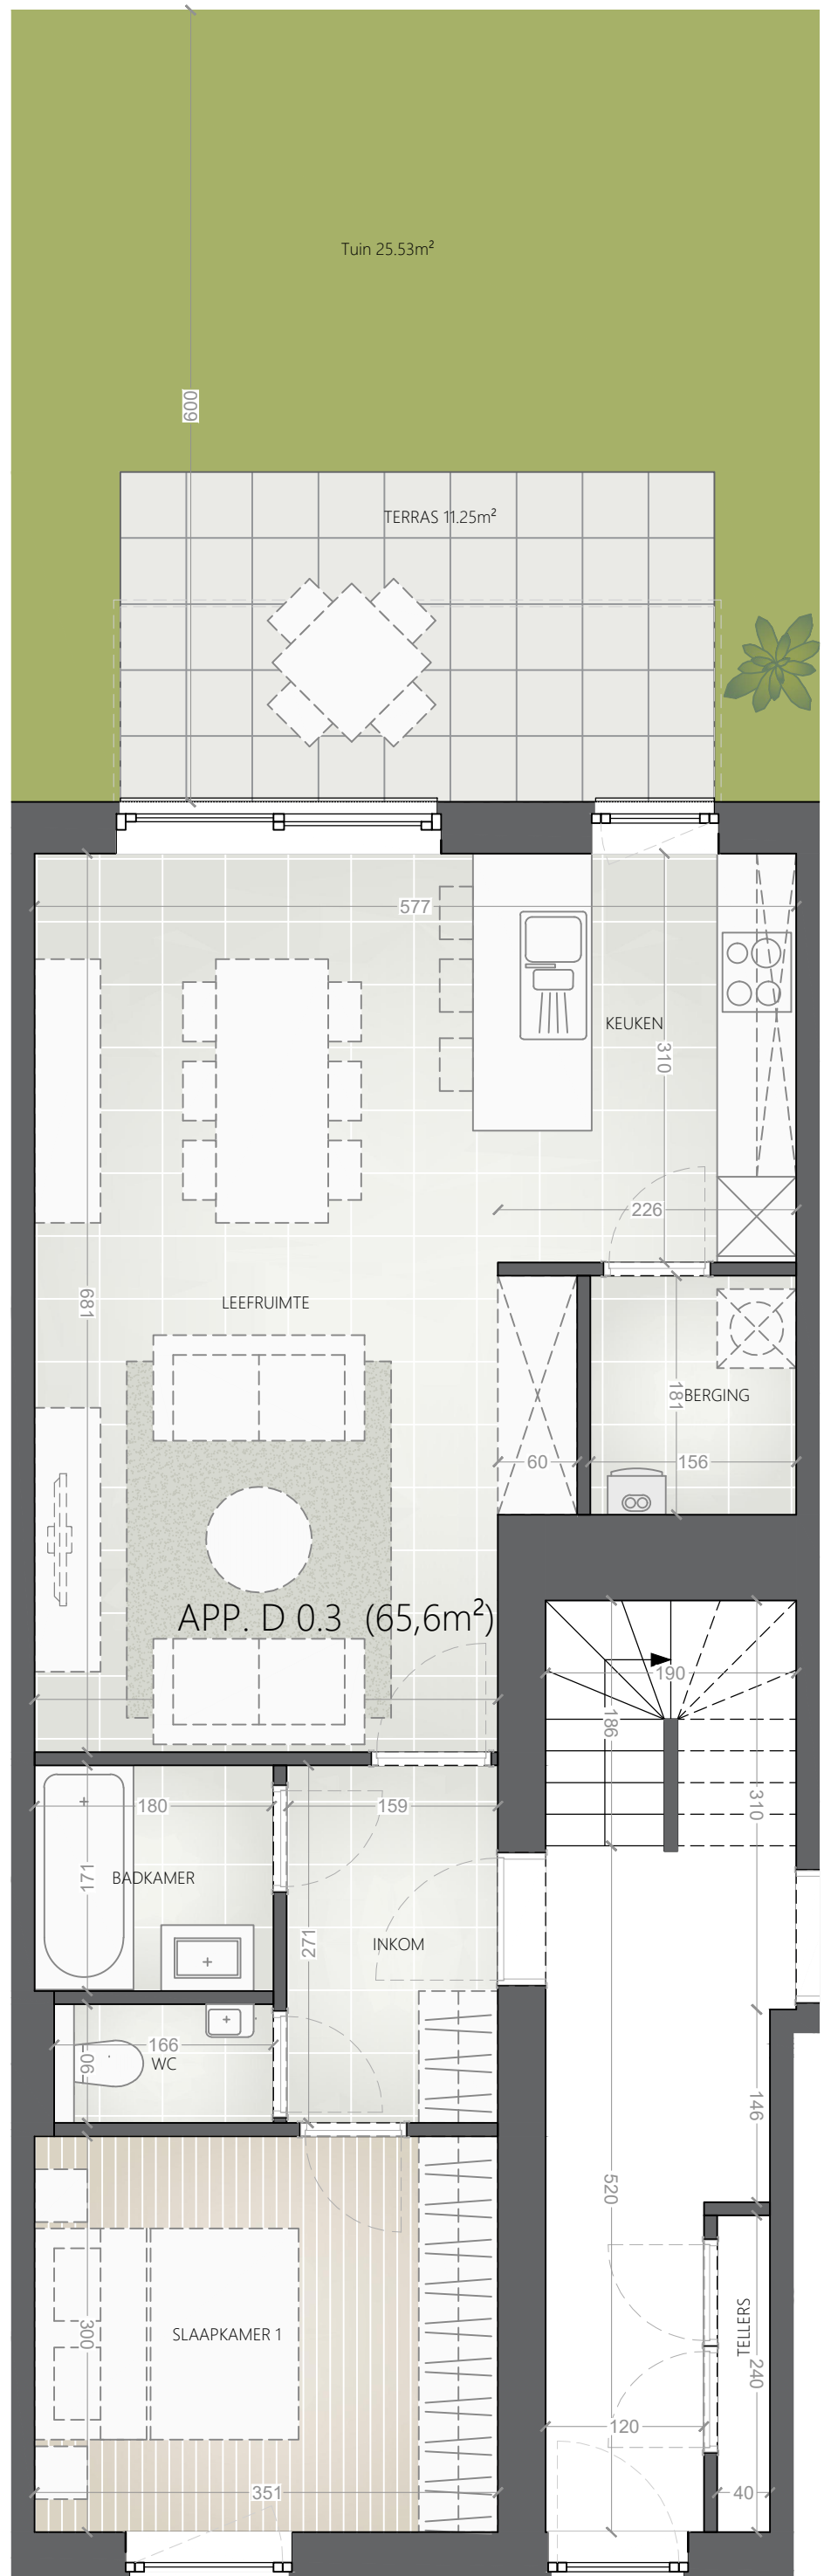 Tuin 25.53m²
600
TERRAS 11.25m²
577
KEUKEN
310
226
LEEFRUIMTE
681
181
BERGING
60
156
APP. D 0.3 (65,6m²)
190
186
180
159
310
171
BADKAMER
271
INKOM
166
90
WC
146
520
SLAAPKAMER 1
300
TELLERS
240
120
351
40